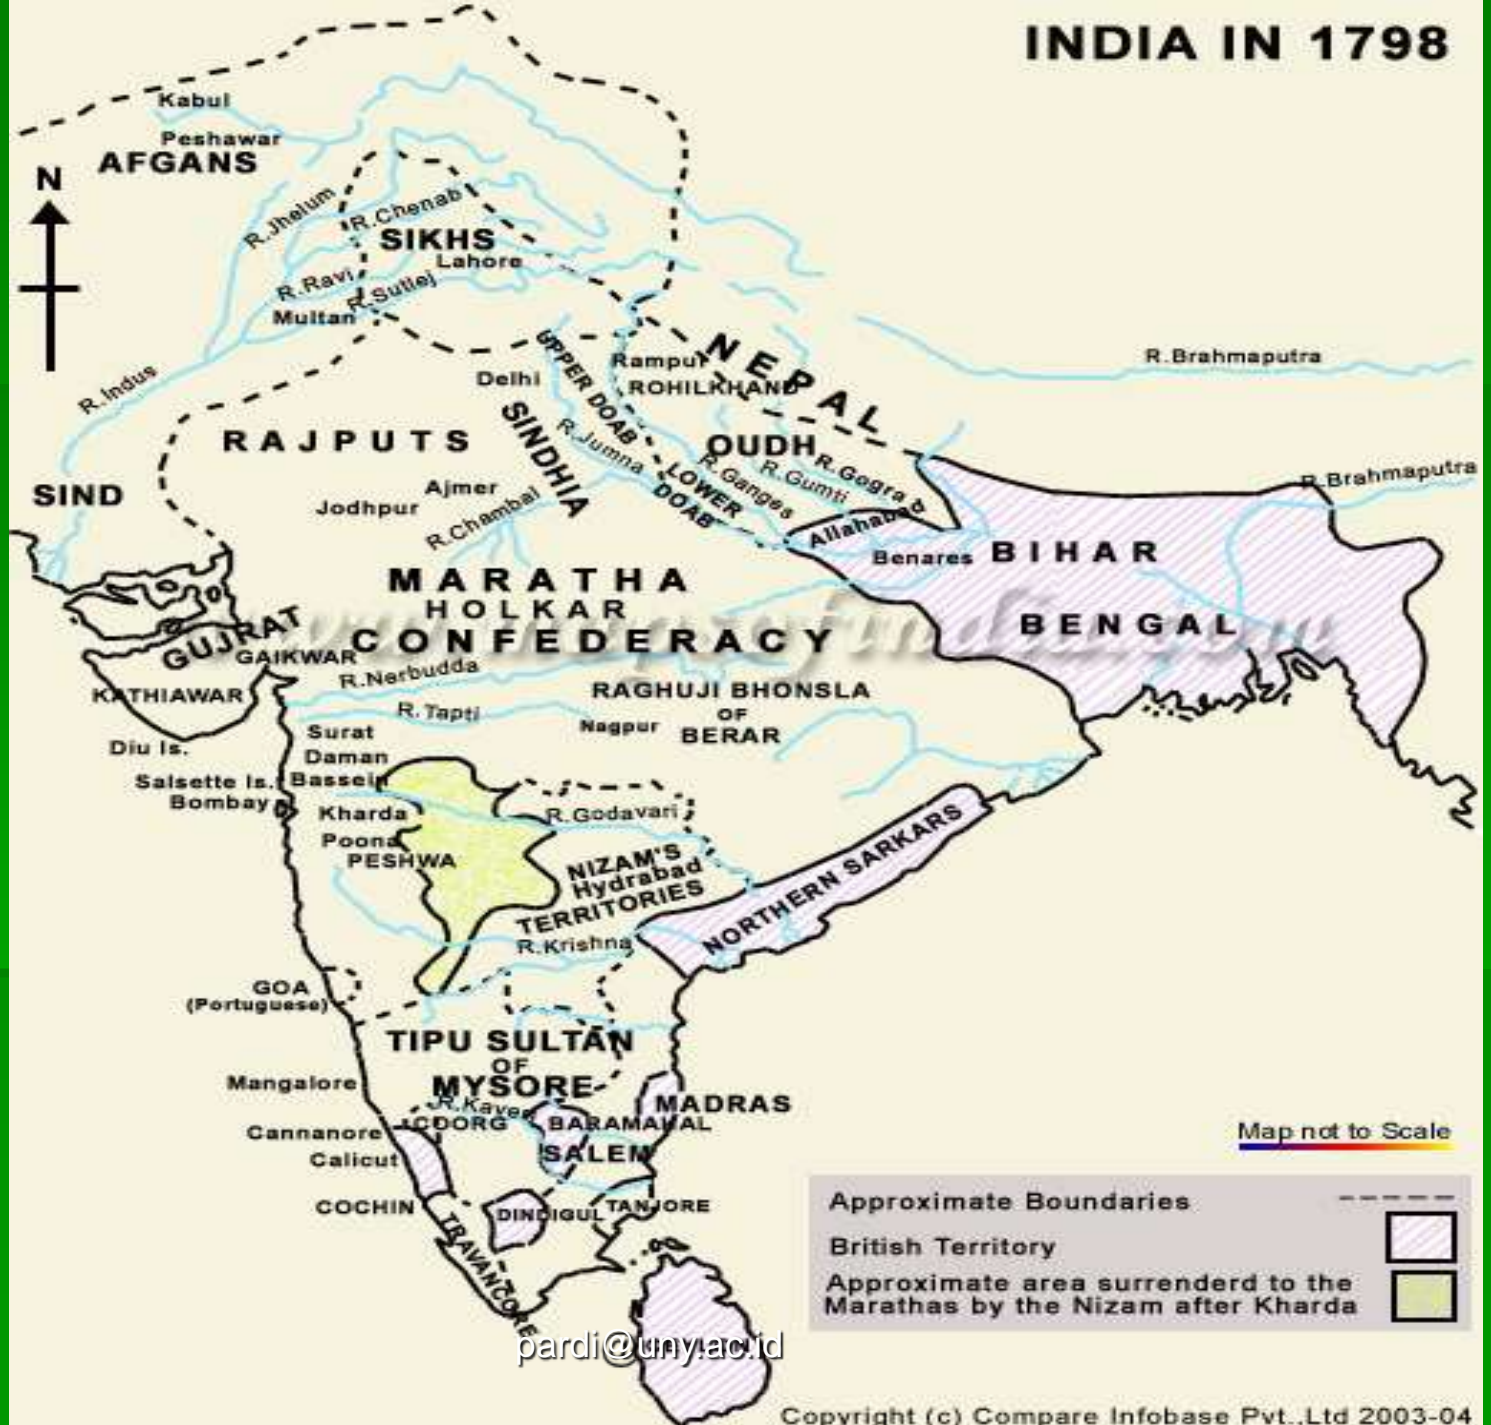 INDIA IN 1798
Kabul
Peshawar
AFGANS
N
R.Jhelum
R.Chenab
SIKHS
Lahore
R.Ravi
R.Sutlej
Multan
R.Indus
NEPAL
R.Brahmaputra
UPPER DOAB
Rampur
Delhi
ROHILKHAND
RAJPUTS
SINDHIA
R.Jumna
OUDH
R.Gogra
R.Gumti
R.Ganges
LOWER
DOAB
SIND
Ajmer
Jodhpur
R.Chambal
R.Brahmaputra
Allahabad
Benares
BIHAR
MARATHA
HOLKAR
CONFEDERACY
BENGAL
www.mapsofindia.com
GUJRAT
GAIKWAR
R.Nerbudda
KATHIAWAR
RAGHUJI BHONSLA
OF
BERAR
R.Tapti
Nagpur
Surat
Diu Is.
Daman
Salsette Is.
Bassein
Bombay
Kharda
R.Godavari
Poona
PESHWA
NIZAM'S
Hydrabad
TERRITORIES
NORTHERN SARKARS
R.Krishna
GOA
(Portuguese)
TIPU SULTAN
OF
MYSORE
Mangalore
R.Kaveri
MADRAS
COORG
BARAMAHAL
Cannanore
SALEM
Calicut
COCHIN
DINDIGUL
TANJORE
TRAVANCORE
CEYLON
pardi@uny.ac.id
Map not to Scale
Approximate Boundaries
British Territory
Approximate area surrenderd to the
Marathas by the Nizam after Kharda
Copyright (c) Compare Infobase Pvt..Ltd 2003-04